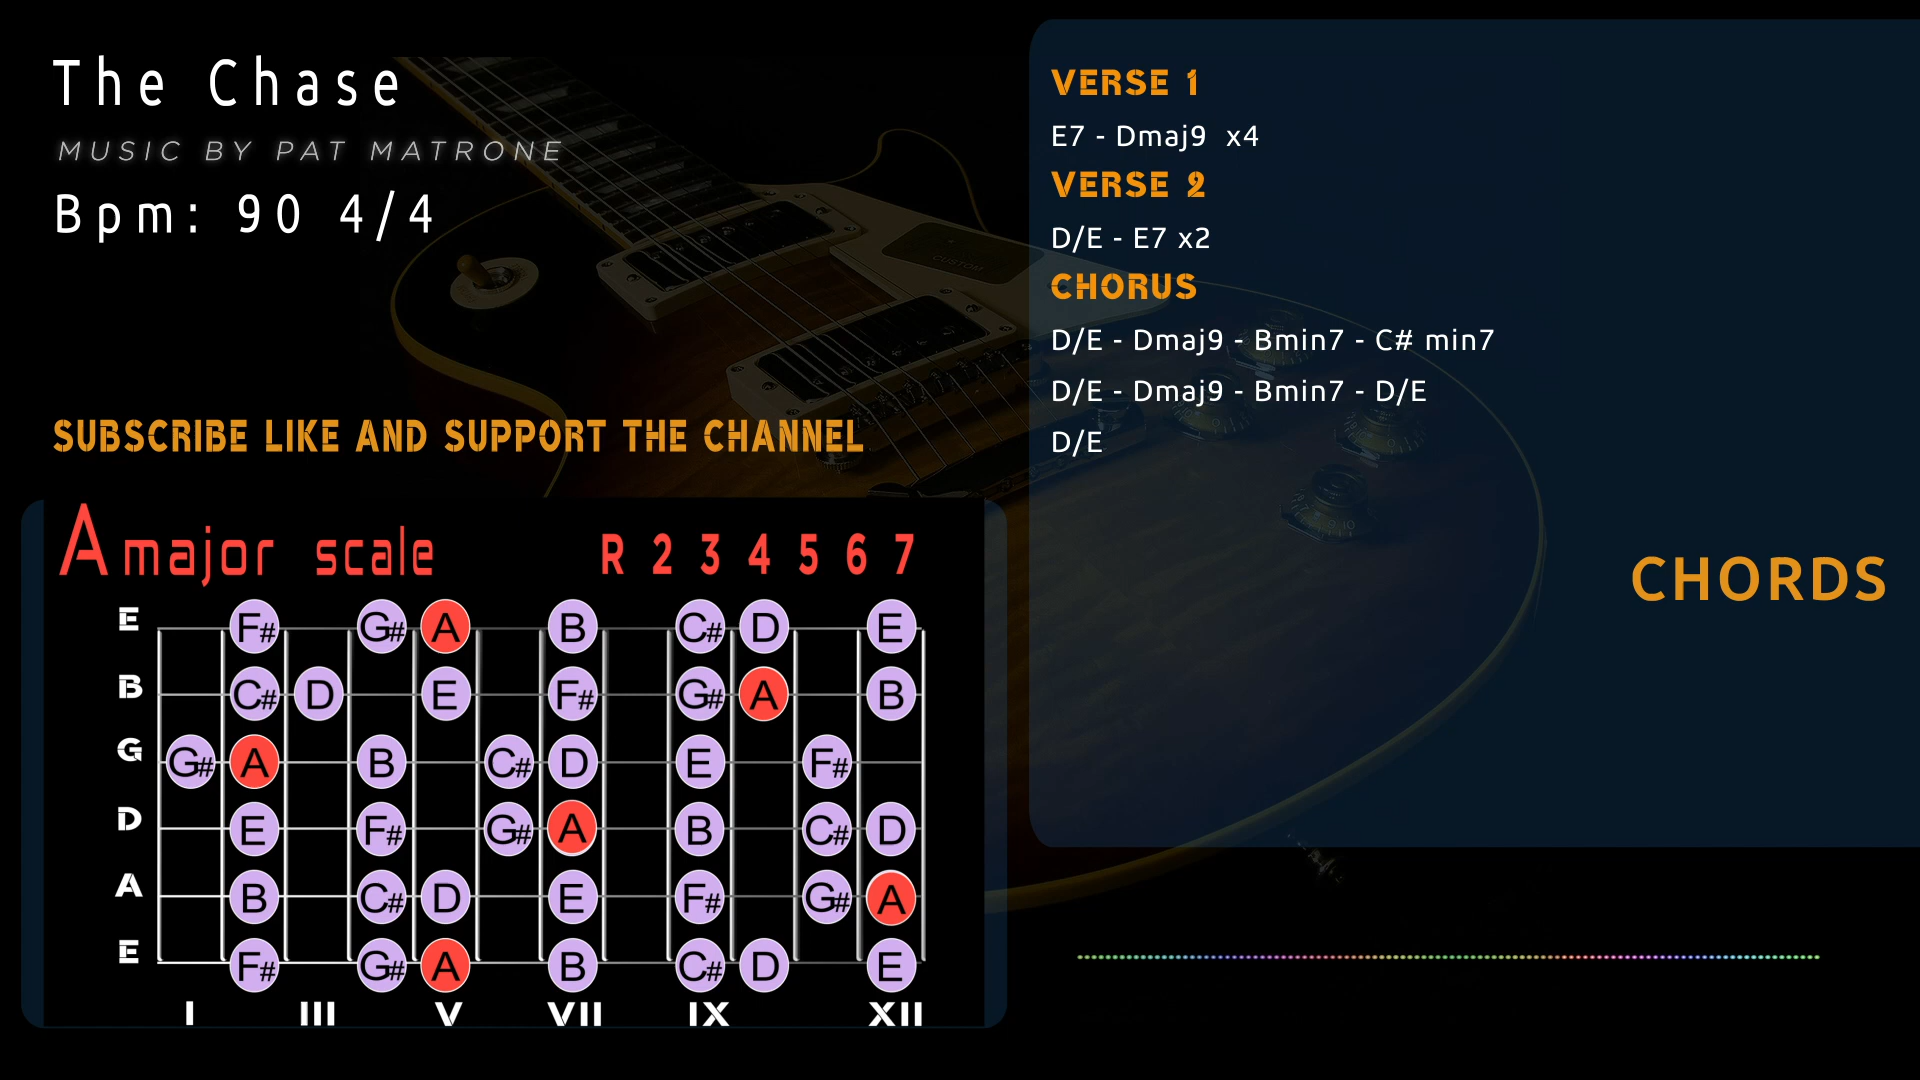 The Chase
MUSIC BY PAT MATRONE
Bpm: 90 4/4
SUBSCRIBE LIKE AND SUPPORT THE CHANNEL
VERSE 1
E7 - Dmaj9 x4
VERSE 2
D/E - E7 x2
CHORUS
D/E - Dmaj9 - Bmin7 - C# min7
D/E - Dmaj9 - Bmin7 - D/E
D/E
CHORDS
CUSTOM
A major scale R 2 3 4 5 6 7
E F# G# A B C# D E
B C# D E F# G# A B
G G# A B C# D E F#
D E F# G# A B C# D
A B C# D E F# G# A
E F# G# A B C# D E
I III V VII IX XII